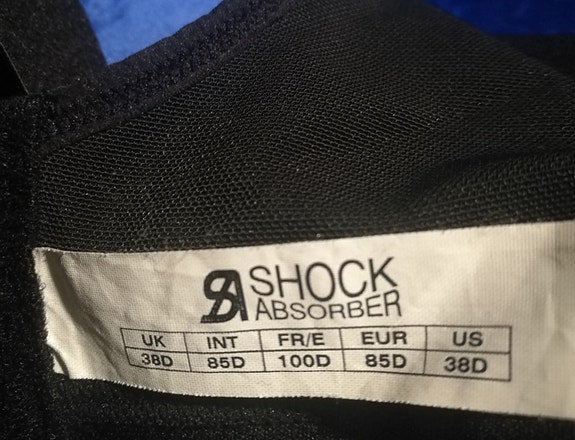 SA SHOCK
ABSORBER
UK INT FR/E EUR US
38D 85D 100D 85D 38D